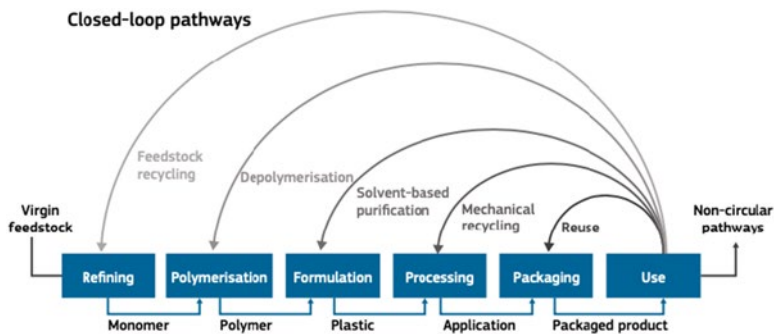 Closed-loop pathways
Feedstock
recycling
Depolymerisation
Solvent-based
purification
Mechanical
recycling
Reuse
Virgin
feedstock
Non-circular
pathways
Refining
Polymerisation
Formulation
Processing
Packaging
Use
Monomer
Polymer
Plastic
Application
Packaged product